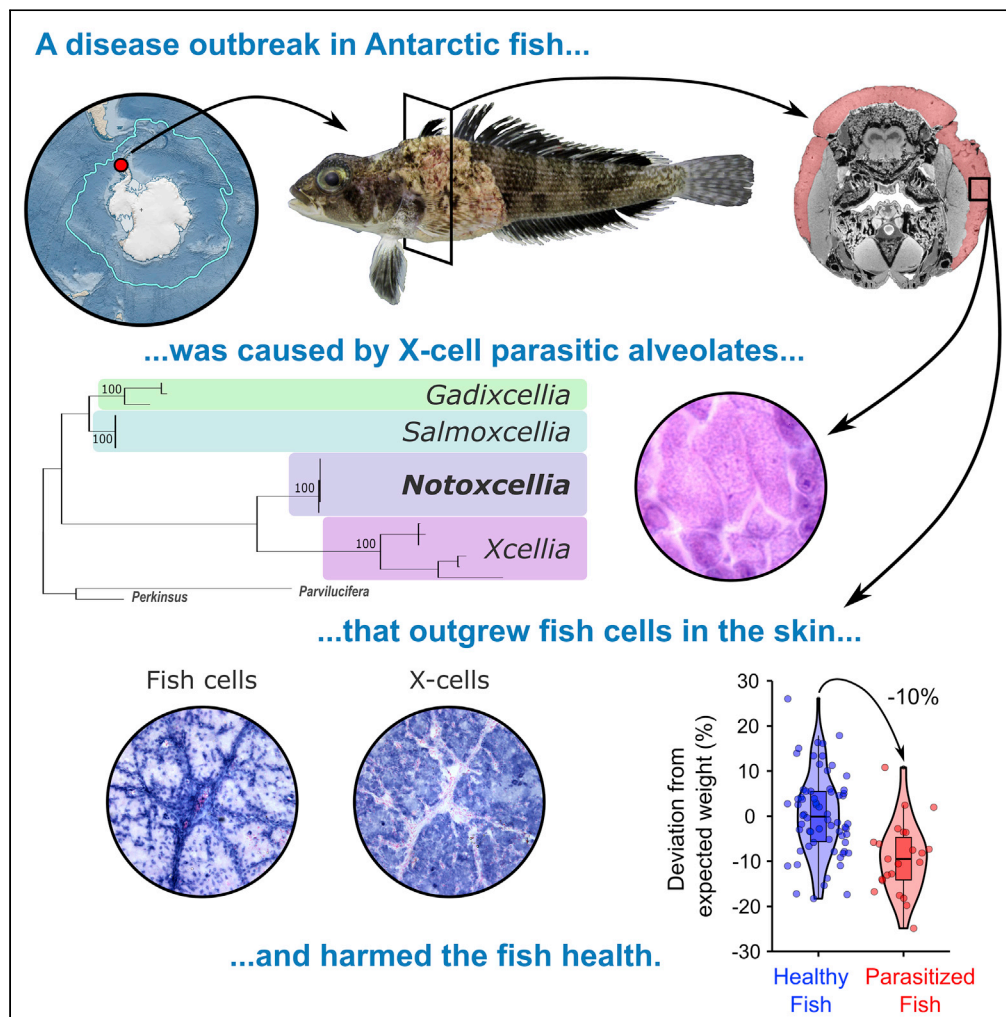 A disease outbreak in Antarctic fish...
...was caused by X-cell parasitic alveolates...
100
Gadixcellia
100
Salmoxcellia
100
Notoxcellia
100
Xcellia
Perkinsus
Parvilucifera
...that outgrew fish cells in the skin...
Fish cells
X-cells
Deviation from
expected weight (%)
30
20
10
0
-10
-20
-30
-10%
Healthy
Fish
Parasitized
Fish
...and harmed the fish health.